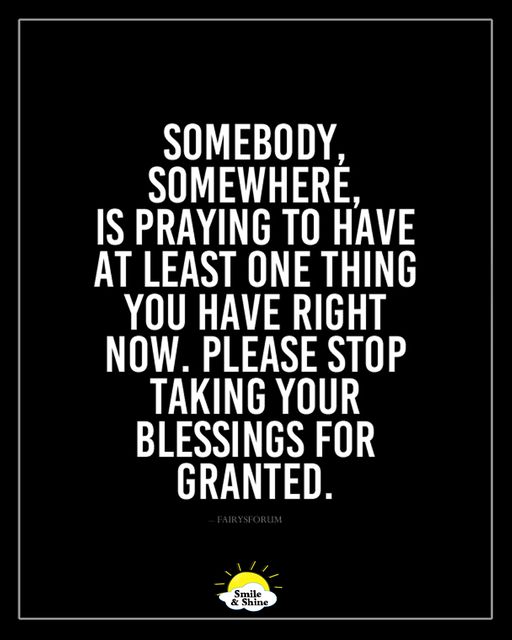 SOMEBODY,
SOMEWHERE,
IS PRAYING TO HAVE
AT LEAST ONE THING
YOU HAVE RIGHT
NOW. PLEASE STOP
TAKING YOUR
BLESSINGS FOR
GRANTED.
– FAIRYSFORUM
Smile
& Shine